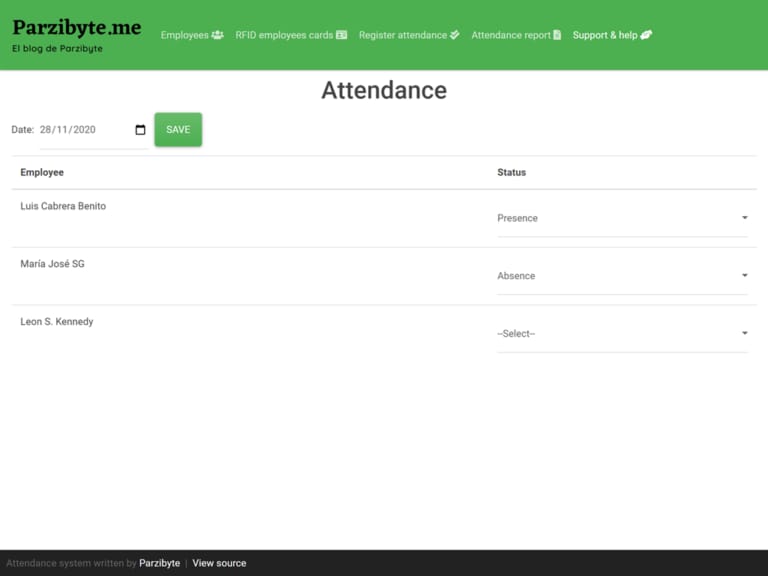 Parzibyte.me
El blog de Parzibyte
Employees RFID employees cards Register attendance Attendance report Support & help
Attendance
Date: 28/11/2020 SAVE
Employee Status
Luis Cabrera Benito
Presence
María José SG
Absence
Leon S. Kennedy
--Select--
Attendance system written by Parzibyte | View source